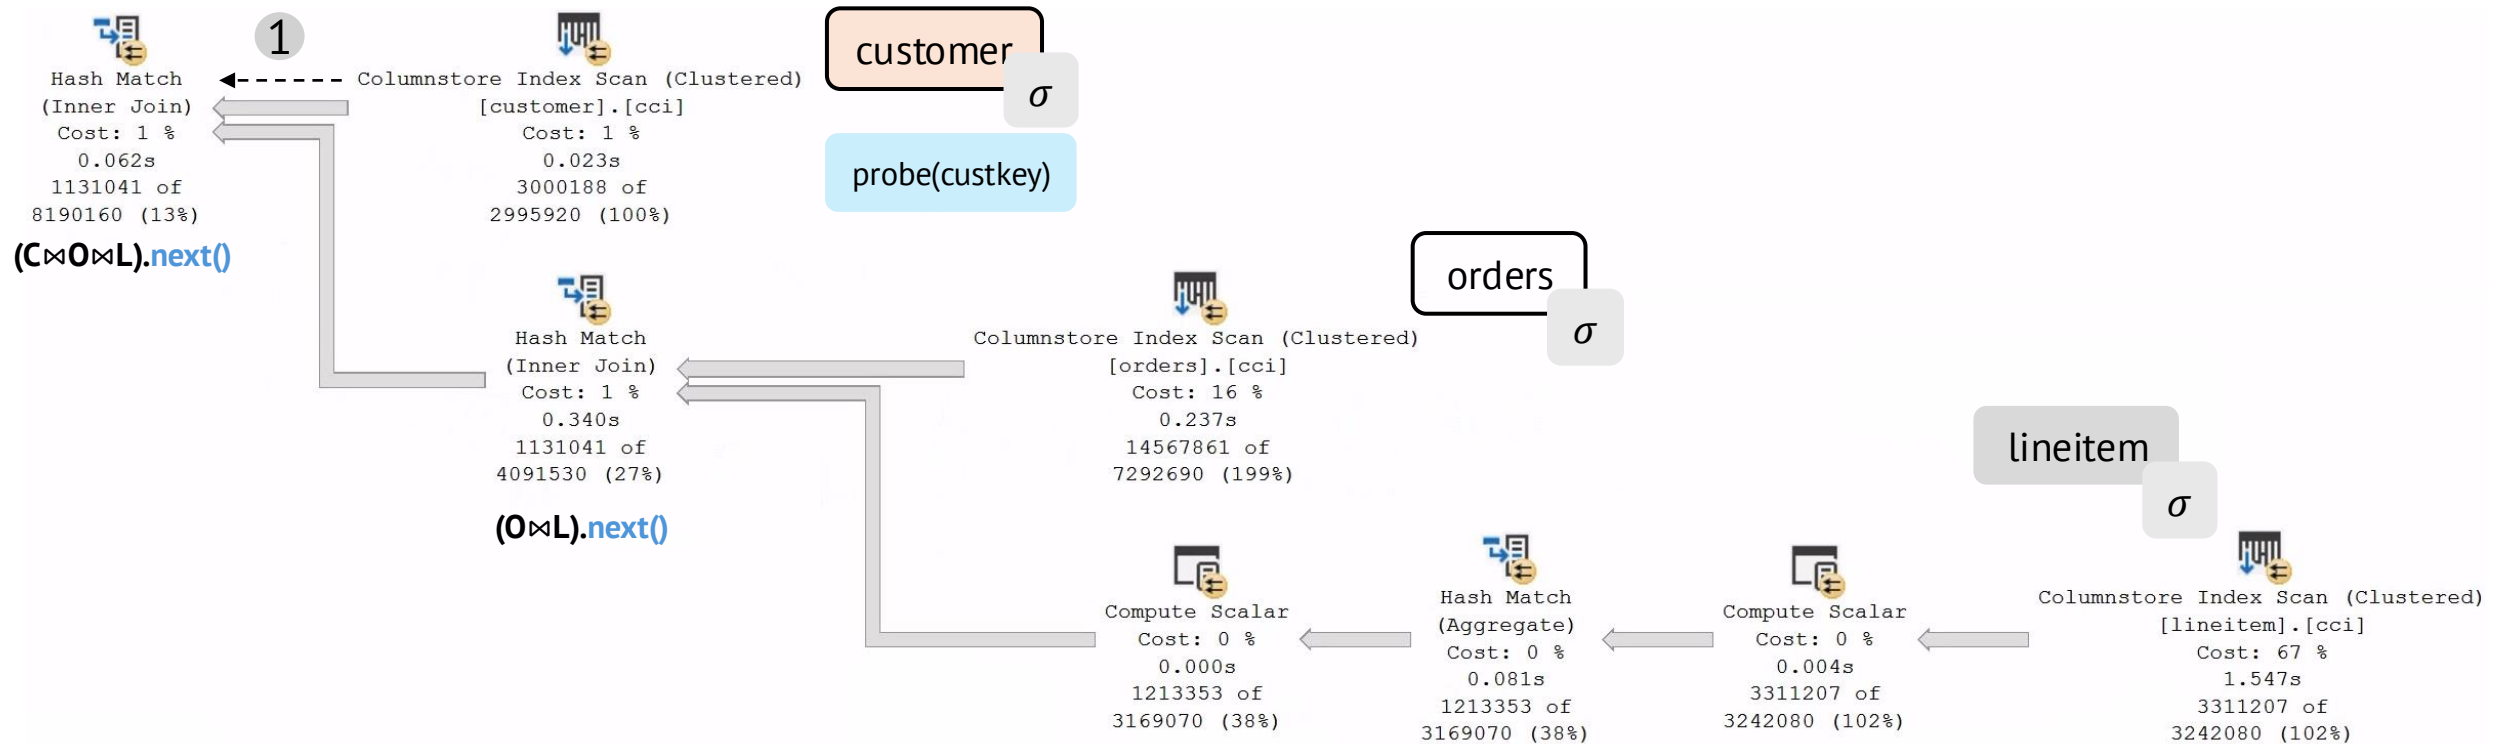 1
Hash Match
(Inner Join)
Cost: 1 %
0.062s
1131041 of
8190160 (13%)
(C⋈O⋈L).next()
Columnstore Index Scan (Clustered)
[customer].[cci]
Cost: 1 %
0.023s
3000188 of
2995920 (100%)
customer
σ
probe(custkey)
Hash Match
(Inner Join)
Cost: 1 %
0.340s
1131041 of
4091530 (27%)
(O⋈L).next()
Columnstore Index Scan (Clustered)
[orders].[cci]
Cost: 16 %
0.237s
14567861 of
7292690 (199%)
orders
σ
Compute Scalar
Cost: 0 %
0.000s
1213353 of
3169070 (38%)
Hash Match
(Aggregate)
Cost: 0 %
0.081s
1213353 of
3169070 (38%)
Compute Scalar
Cost: 0 %
0.004s
3311207 of
3242080 (102%)
lineitem
σ
Columnstore Index Scan (Clustered)
[lineitem].[cci]
Cost: 67 %
1.547s
3311207 of
3242080 (102%)